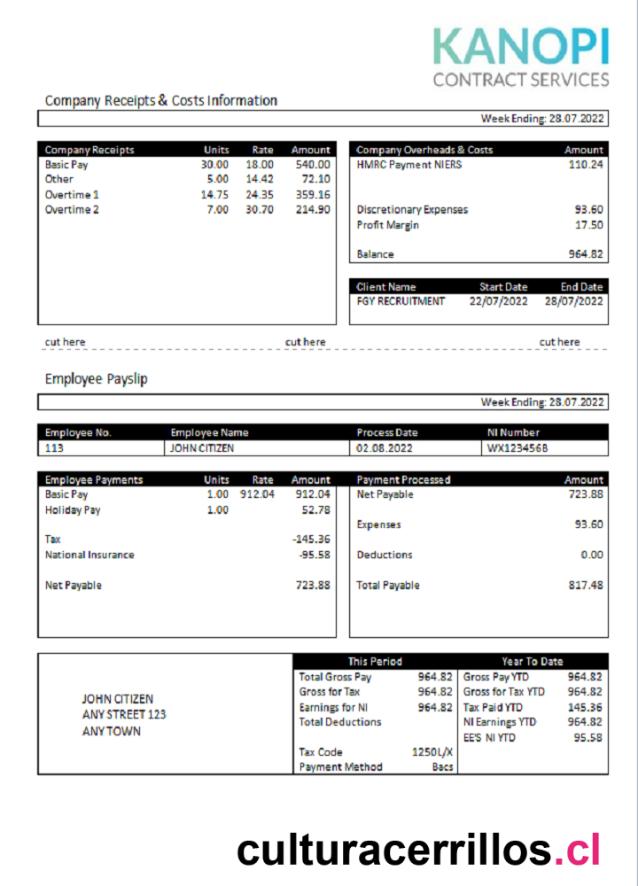 KANOPI
CONTRACT SERVICES
Company Receipts & Costs Information
Week Ending: 28.07.2022
Company Receipts Units Rate Amount
Basic Pay 30.00 18.00 540.00
Other 5.00 14.42 72.10
Overtime 1 14.75 24.35 359.16
Overtime 2 7.00 30.70 214.90
Company Overheads & Costs Amount
HMRC Payment NIERS 110.24
Discretionary Expenses 93.60
Profit Margin 17.50
Balance 964.82
Client Name Start Date End Date
FGY RECRUITMENT 22/07/2022 28/07/2022
cut here cut here cut here
Employee Payslip
Week Ending: 28.07.2022
Employee No. Employee Name Process Date NI Number
113 JOHN CITIZEN 02.08.2022 WX123456B
Employee Payments Units Rate Amount
Basic Pay 1.00 912.04 912.04
Holiday Pay 1.00 52.78
Tax -145.36
National Insurance -95.58
Net Payable 723.88
Payment Processed Amount
Net Payable 723.88
Expenses 93.60
Deductions 0.00
Total Payable 817.48
JOHN CITIZEN
ANY STREET 123
ANY TOWN
This Period
Total Gross Pay 964.82
Gross for Tax 964.82
Earnings for NI 964.82
Total Deductions
Tax Code 1250L/X
Payment Method Bacs
Year To Date
Gross Pay YTD 964.82
Gross for Tax YTD 964.82
Tax Paid YTD 145.36
NI Earnings YTD 964.82
EE'S NI YTD 95.58
culturacerrillos.cl